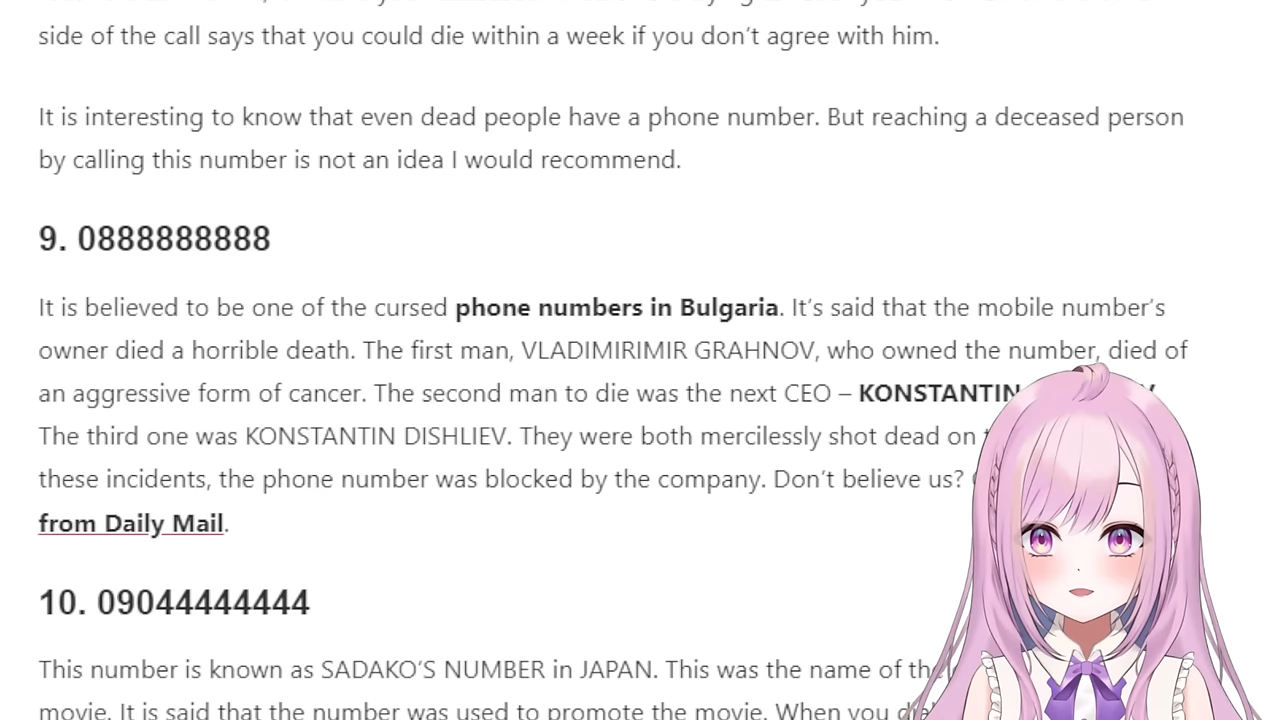 side of the call says that you could die within a week if you don’t agree with him.
It is interesting to know that even dead people have a phone number. But reaching a deceased person
by calling this number is not an idea I would recommend.
9. 0888888888
It is believed to be one of the cursed phone numbers in Bulgaria. It’s said that the mobile number’s
owner died a horrible death. The first man, VLADIMIRIMIR GRAHNOV, who owned the number, died of
an aggressive form of cancer. The second man to die was the next CEO – KONSTANTIN
The third one was KONSTANTIN DISHLIEV. They were both mercilessly shot dead on
these incidents, the phone number was blocked by the company. Don’t believe us?
from Daily Mail.
10. 09044444444
This number is known as SADAKO’S NUMBER in JAPAN. This was the name of the
movie. It is said that the number was used to promote the movie. When you